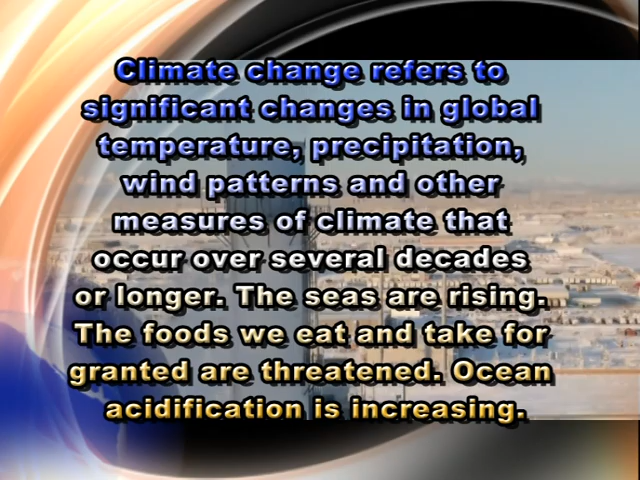 Climate change refers to
significant changes in global
temperature, precipitation,
wind patterns and other
measures of climate that
occur over several decades
or longer. The seas are rising.
The foods we eat and take for
granted are threatened. Ocean
acidification is increasing.